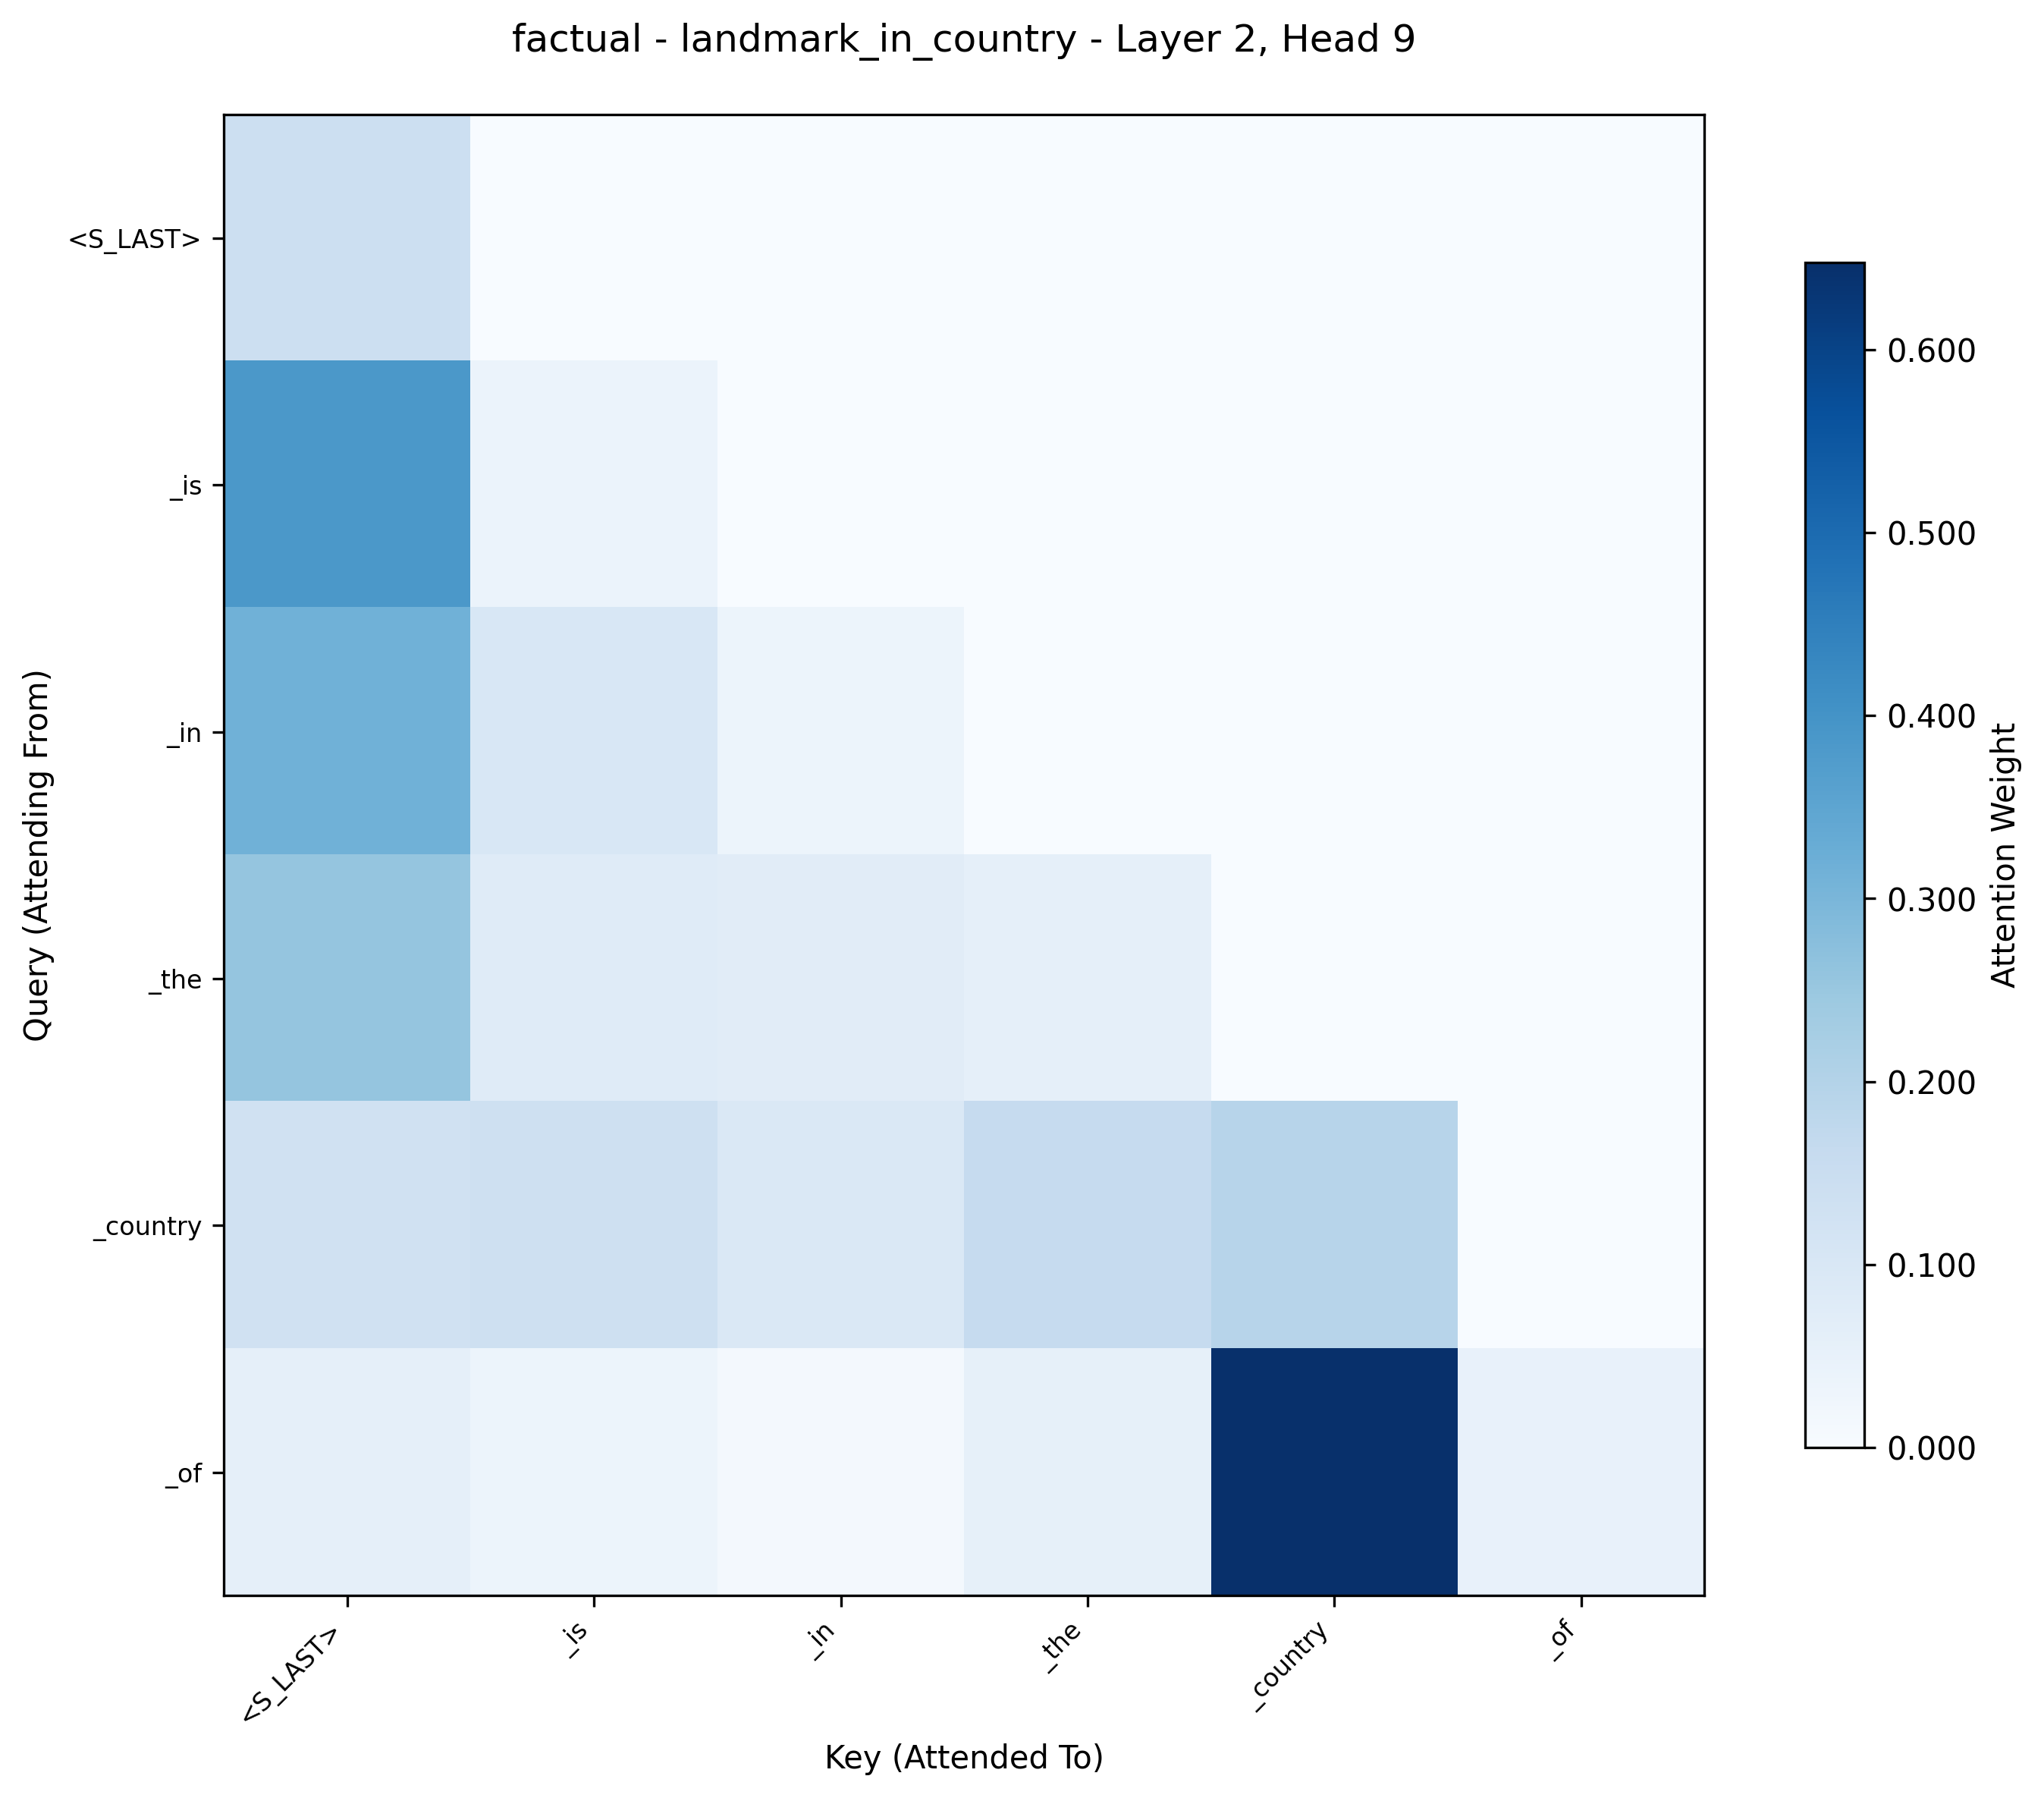 factual - landmark_in_country - Layer 2, Head 9
Query (Attending From)
<S_LAST>
_is
_in
_the
_country
_of
<S_LAST>
_is
_in
_the
_country
_of
Key (Attended To)
0.600
0.500
0.400
0.300
0.200
0.100
0.000
Attention Weight